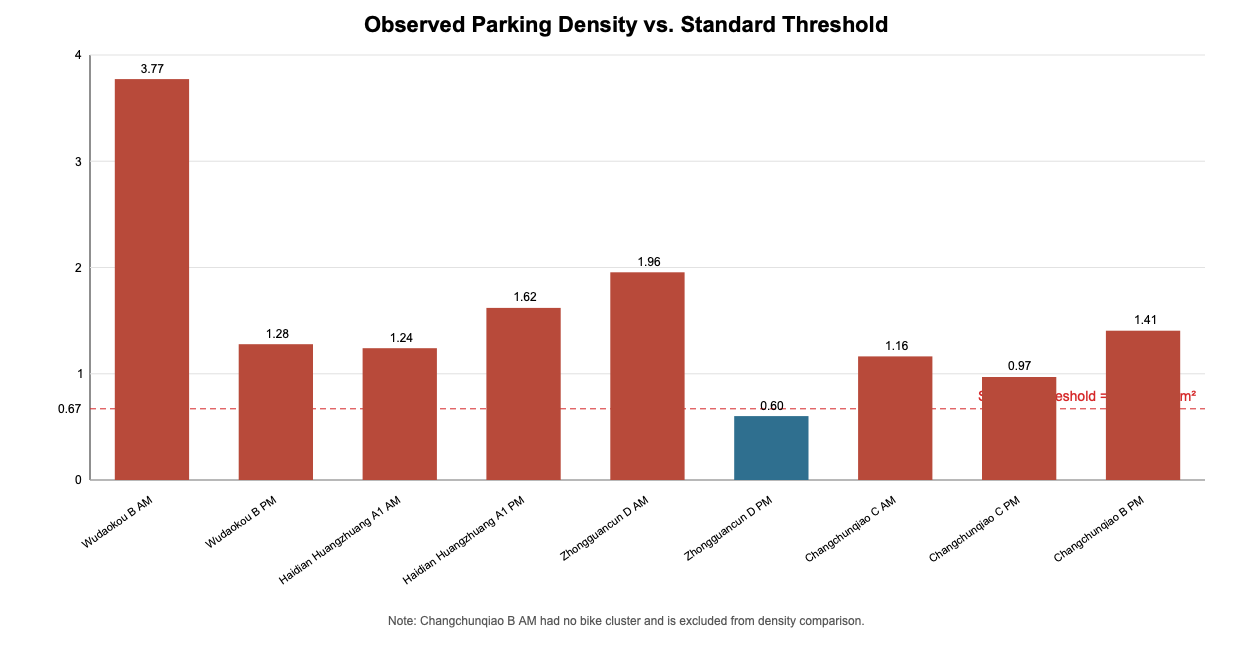 Observed Parking Density vs. Standard Threshold
4
3.77
3
2
1.96
1.62
1.41
1.28
1.24
1.16
1
0.97
0.67
0.60
eshold =
m²
0
Wudaokou B AM
Wudaokou B PM
Haidian Huangzhuang A1 AM
Haidian Huangzhuang A1 PM
Zhongguancun D AM
Zhongguancun D PM
Changchunqiao C AM
Changchunqiao C PM
Changchunqiao B PM
Note: Changchunqiao B AM had no bike cluster and is excluded from density comparison.